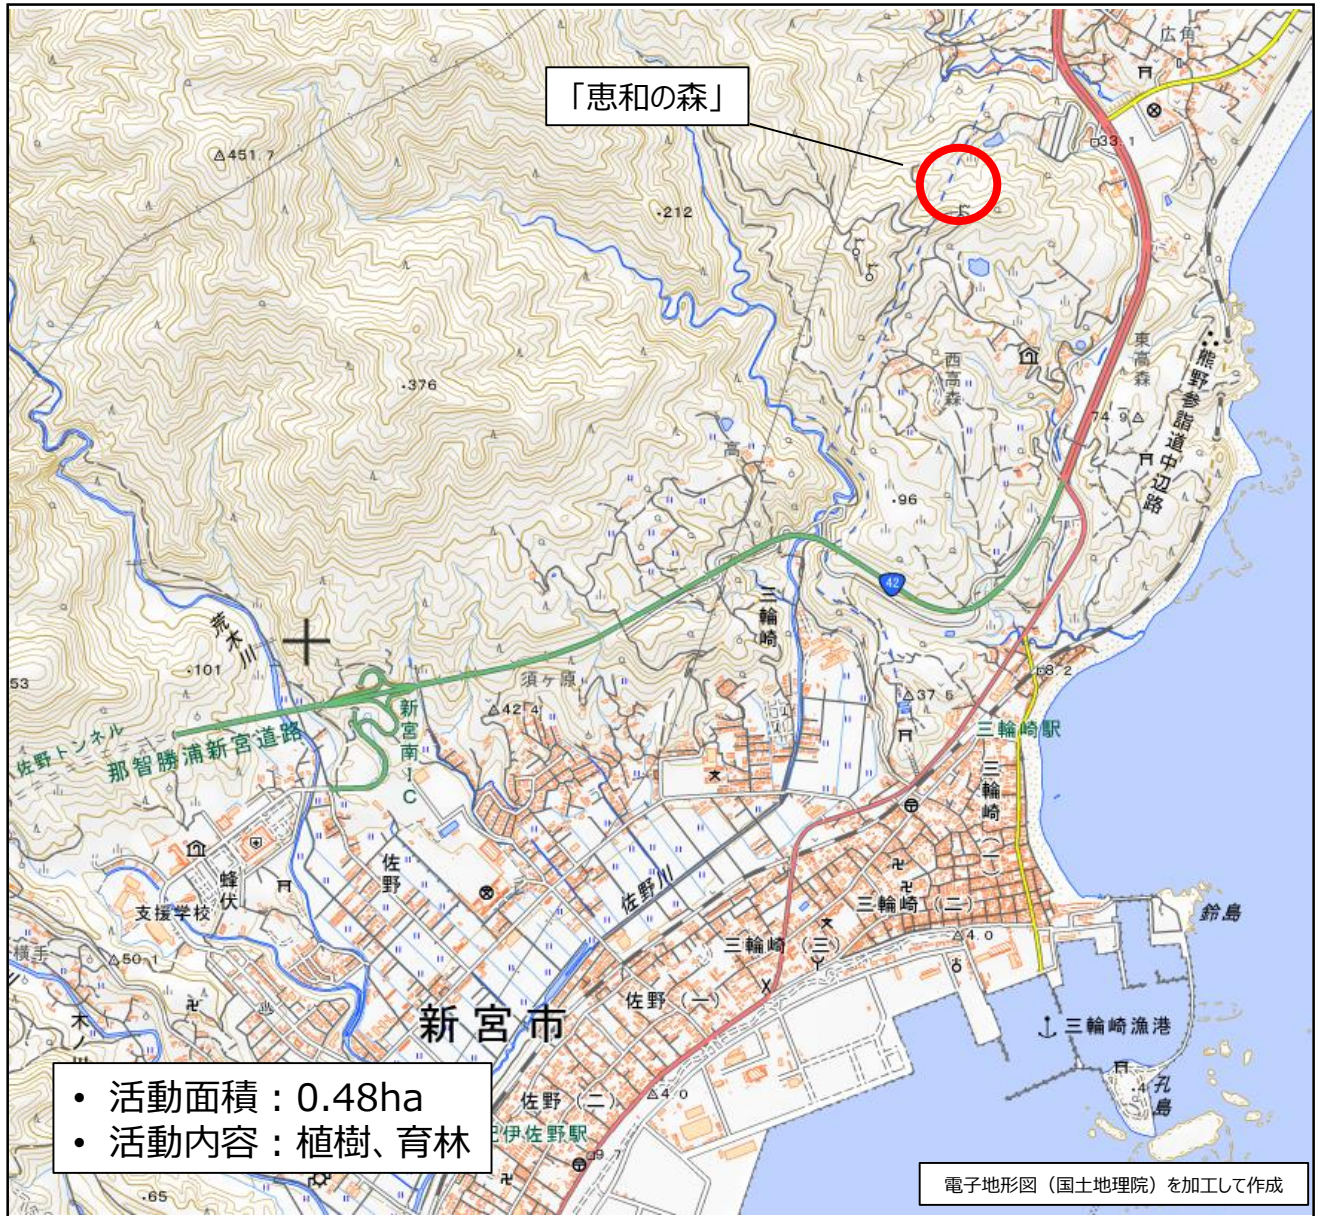 広角
「恵和の森」
451.7
33.1
212
西高森
東高森
熊野参詣道中辺路
376
74.9
高
96
42
三輪崎
荒木川
101
53
須ヶ原
8.2
37.5
42.4
新宮南IC
三輪崎駅
佐野トンネル
那智勝浦新宮道路
三輪崎(一)
佐野
佐野川
蜂伏
支援学校
三輪崎(二)
鈴島
横手
50.1
三輪崎(三)
4.0
佐野(一)
新宮市
三輪崎漁港
木ノ川
4
孔島
• 活動面積:0.48ha
• 活動内容:植樹、育林
佐野(二)
4.0
紀伊佐野駅
9.7
65
電子地形図(国土地理院)を加工して作成